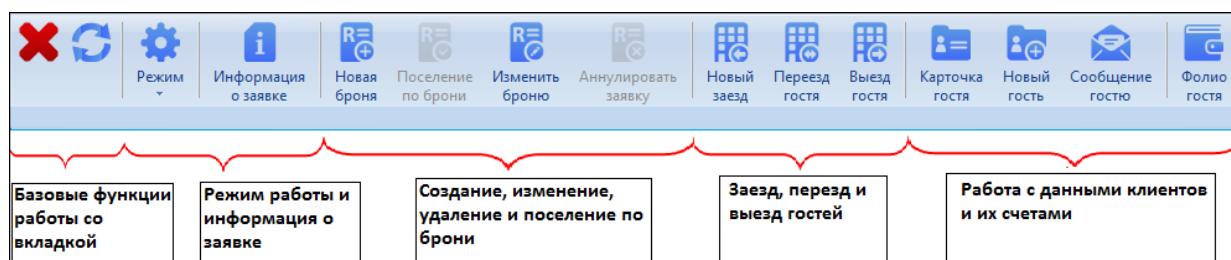 Режим
Информация
о заявке
Новая
броня
Поселение
по брони
Изменить
броню
Аннулировать
заявку
Новый
заезд
Переезд
гостя
Выезд
гостя
Карточка
гостя
Новый
гость
Сообщение
гостю
Фолио
гостя
Базовые функции
работы со
вкладкой
Режим работы и
информация о
заявке
Создание, изменение,
удаление и поселение по
брони
Заезд, перезд и
выезд гостей
Работа с данными клиентов
и их счетами